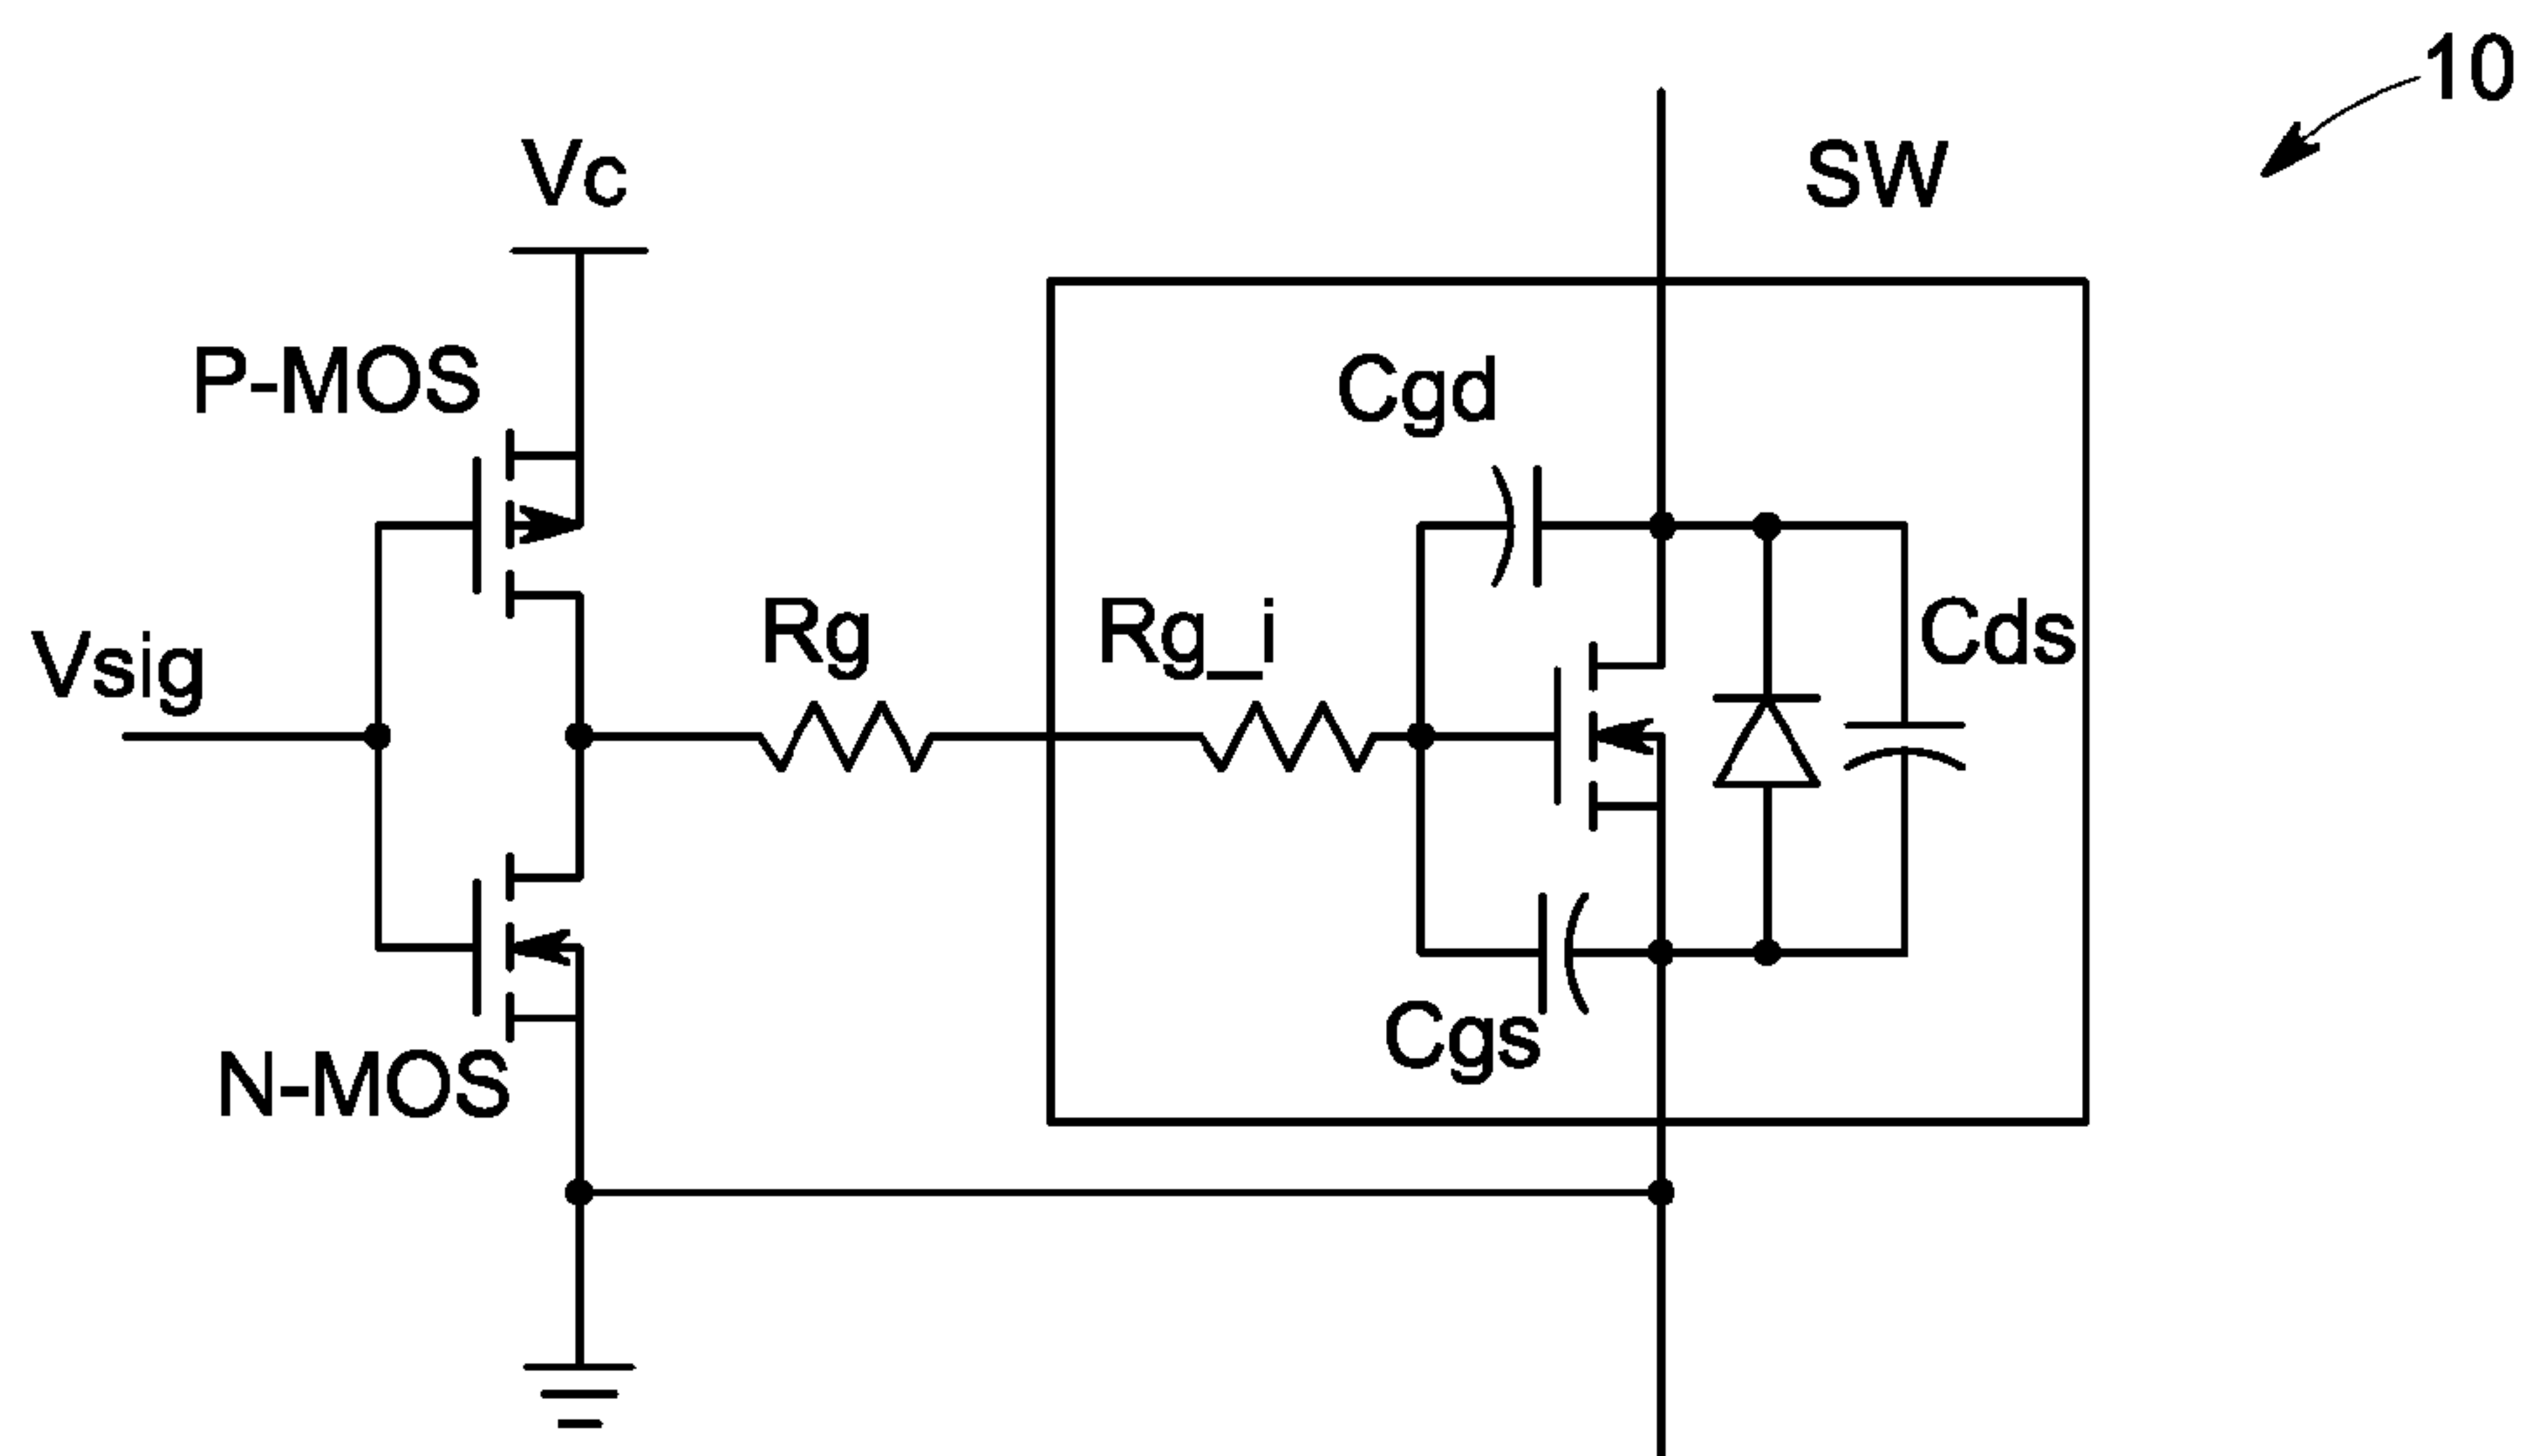 10
Vc
SW
P-MOS
Cgd
Vsig
Rg
Rg_i
Cds
N-MOS
Cgs